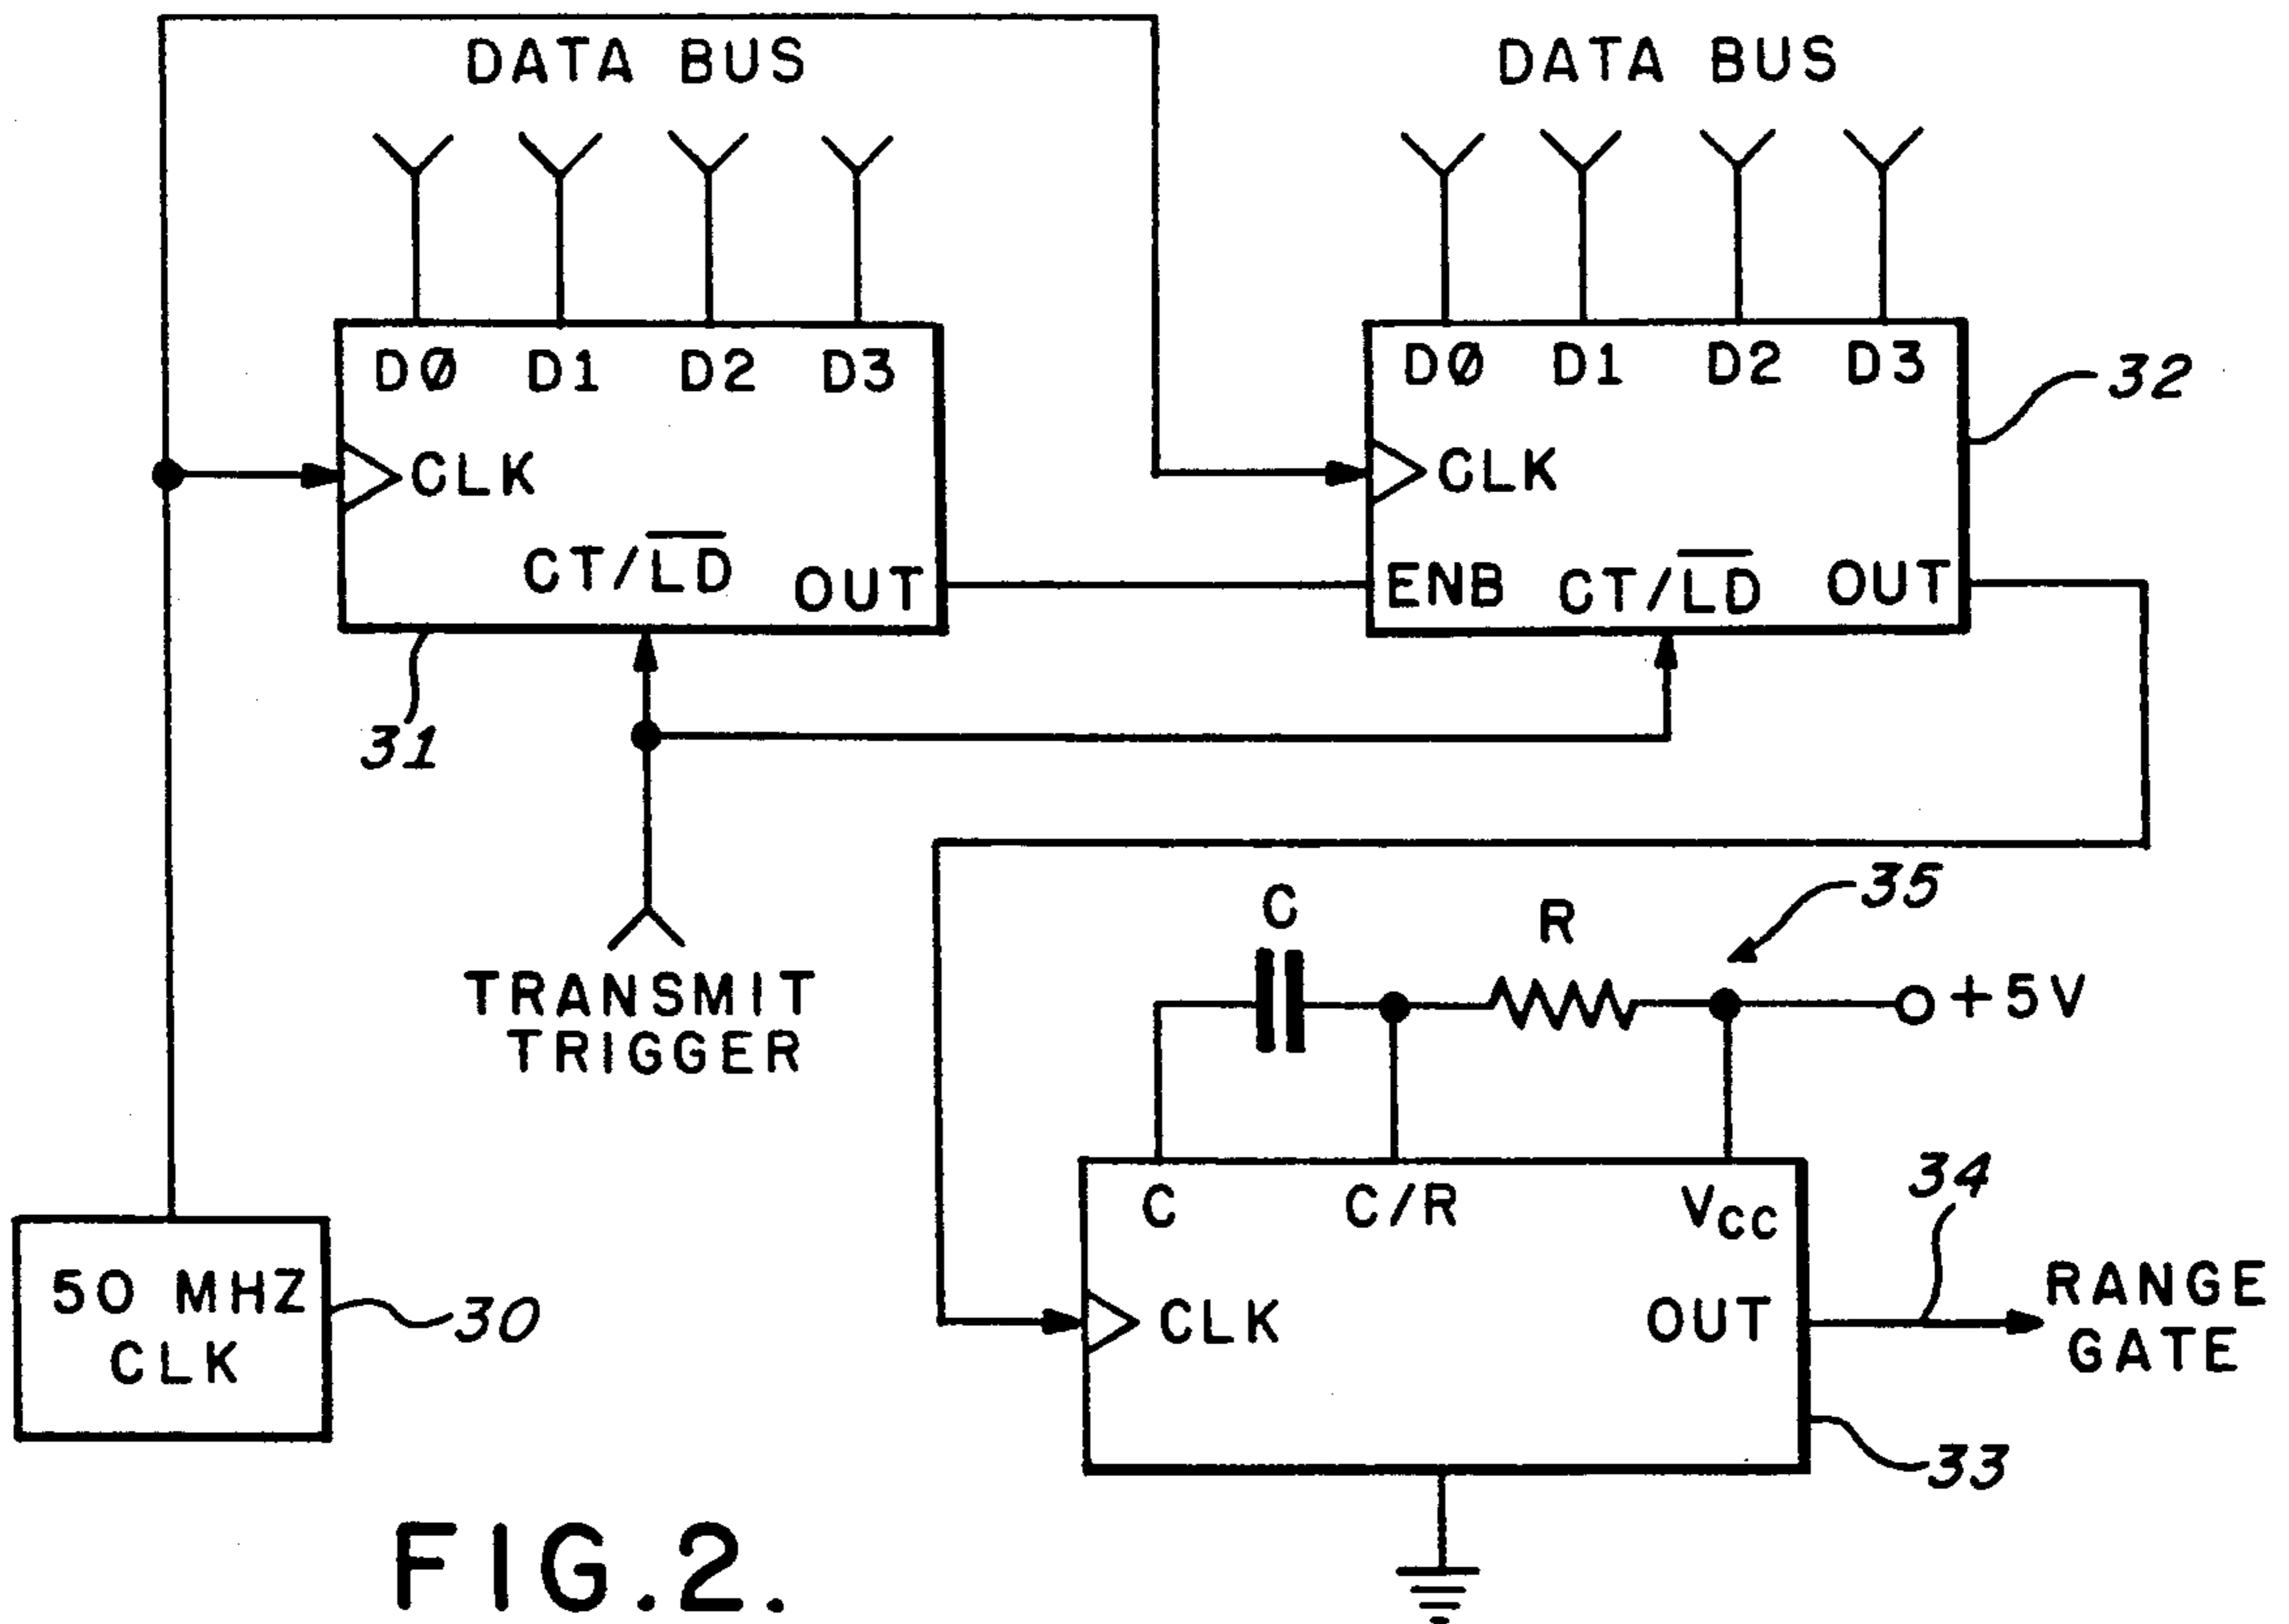 DATA BUS
DATA BUS
DØ D1 D2 D3
DØ D1 D2 D3
32
CLK
CLK
CT/L̅D̅ OUT
ENB CT/L̅D̅ OUT
31
35
C
R
TRANSMIT
TRIGGER
+5V
C C/R VCC
34
50 MHZ
CLK
30
CLK OUT
RANGE
GATE
33
FIG.2.